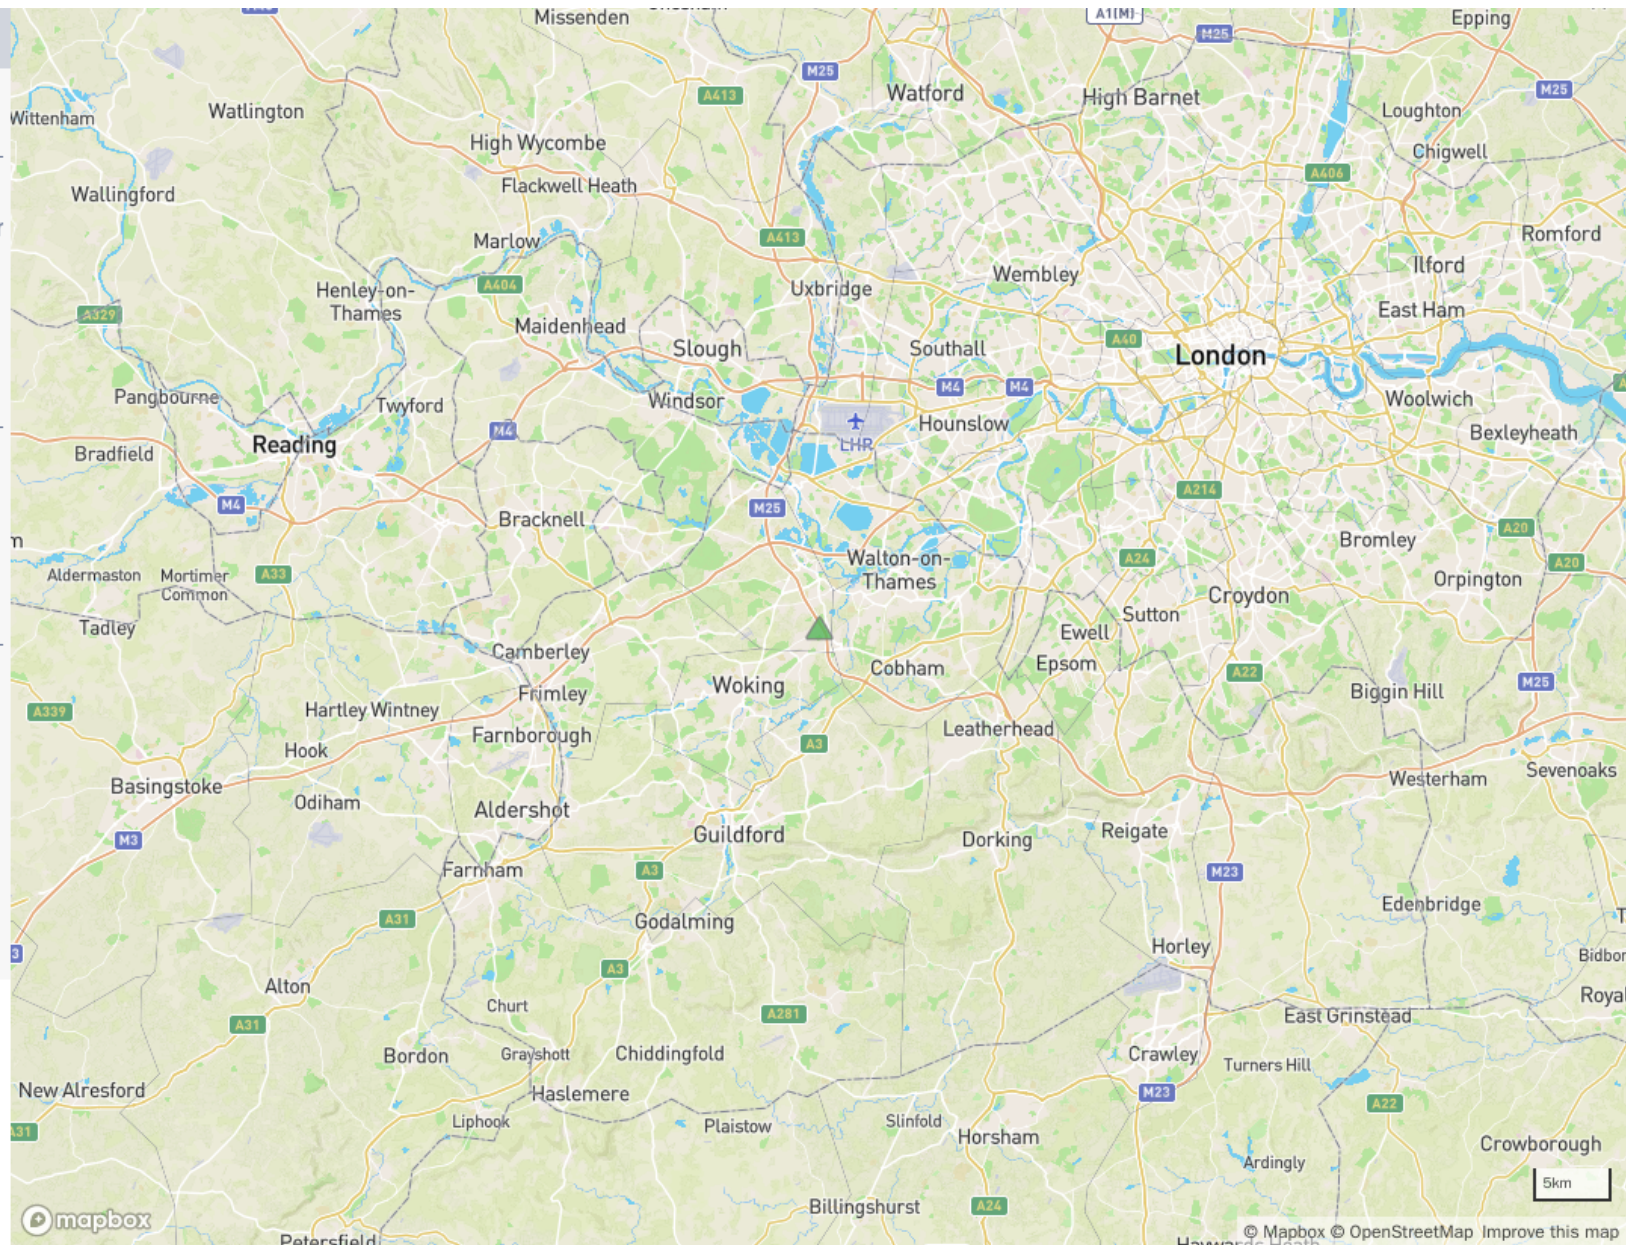 Missenden
A1(M)
Epping
M25
M25
A413
Watford
High Barnet
M25
Loughton
Wittenham
Watlington
High Wycombe
Chigwell
A406
Flackwell Heath
Wallingford
Marlow
A413
Romford
Ilford
Wembley
A404
Uxbridge
Henley-on-
Thames
East Ham
A329
Maidenhead
A40
Slough
Southall
London
M4
M4
Pangbourne
Twyford
Windsor
Woolwich
LHR
Hounslow
M4
Bexleyheath
Reading
Bradfield
A214
M4
M25
Bracknell
A20
Bromley
Walton-on-
Thames
A24
A20
Aldermaston
Mortimer
Common
A33
Orpington
Croydon
Sutton
Tadley
Ewell
Camberley
Epsom
Cobham
A22
Woking
M25
Frimley
Biggin Hill
A339
Hartley Wintney
Leatherhead
Farnborough
A3
Hook
Sevenoaks
Westerham
Basingstoke
Odiham
Aldershot
Guildford
Reigate
M3
Dorking
Farnham
A3
M23
Edenbridge
A31
Godalming
Horley
A3
Alton
Churt
A281
East Grinstead
A31
Bordon
Grayshott
Chiddingfold
Crawley
Turners Hill
New Alresford
Haslemere
M23
A22
Liphook
Plaistow
Slinfold
Horsham
Crowborough
Ardingly
5km
Billingshurst
A24
mapbox
© Mapbox © OpenStreetMap Improve this map